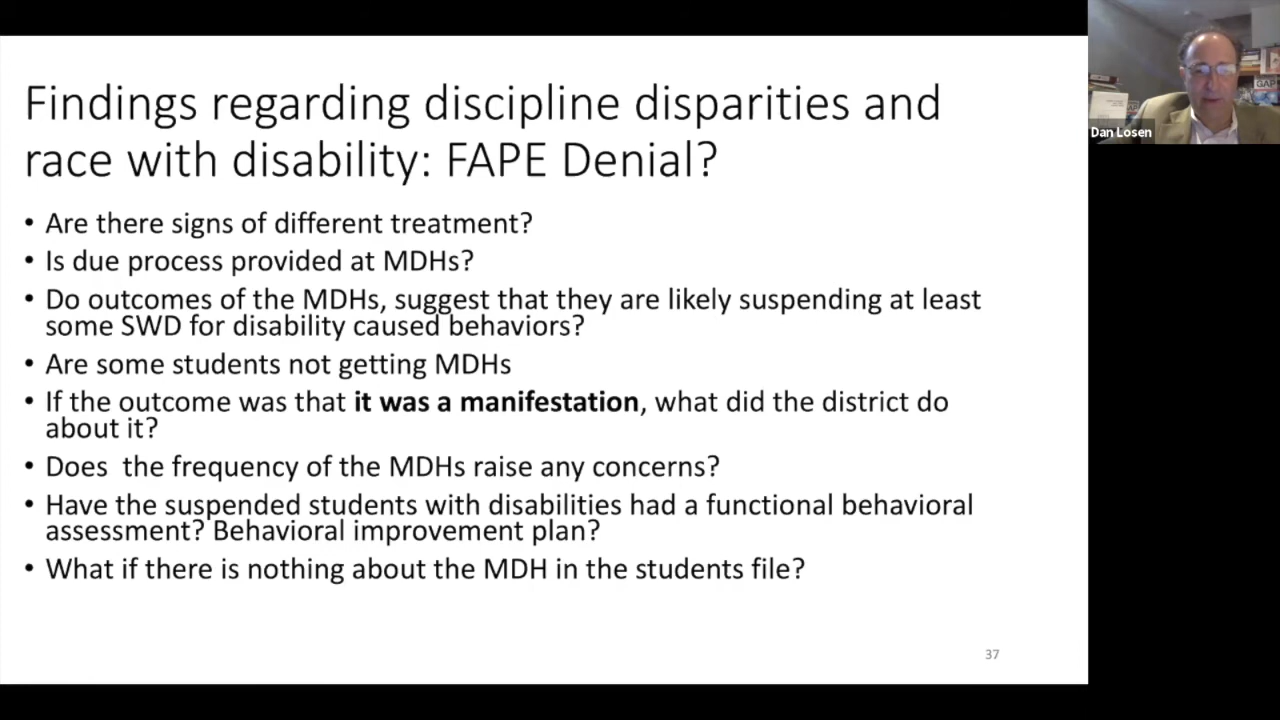 Findings regarding discipline disparities and
race with disability: FAPE Denial?
• Are there signs of different treatment?
• Is due process provided at MDHs?
• Do outcomes of the MDHs, suggest that they are likely suspending at least
some SWD for disability caused behaviors?
• Are some students not getting MDHs
• If the outcome was that it was a manifestation, what did the district do
about it?
• Does  the frequency of the MDHs raise any concerns?
• Have the suspended students with disabilities had a functional behavioral
assessment? Behavioral improvement plan?
• What if there is nothing about the MDH in the students file?
37
Dan Losen
GAP